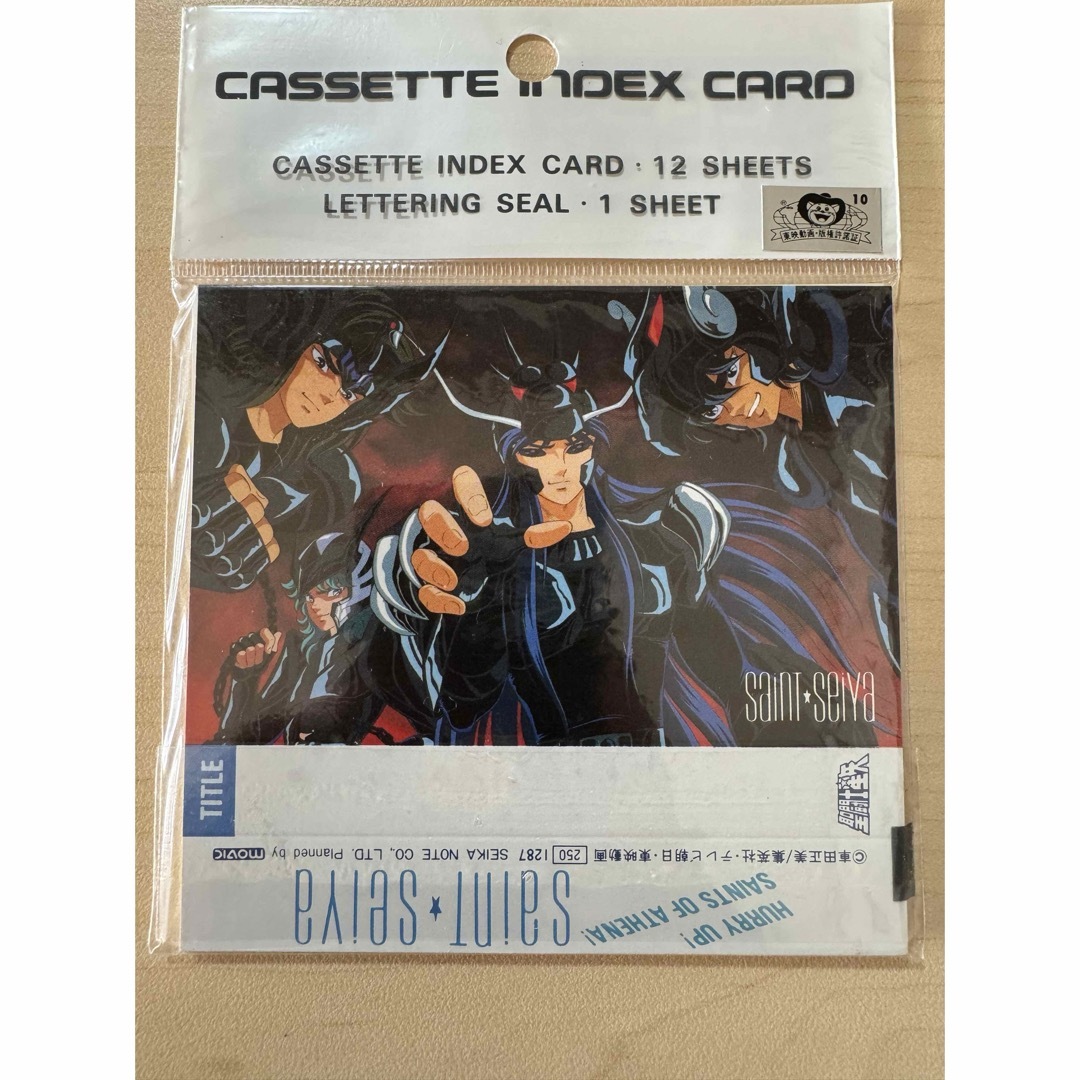 CASSETTE INDEX CARD
CASSETTE INDEX CARD · 12 SHEETS
LETTERING SEAL · 1 SHEET
10
®
東映動画・版権許諾証
SAINT★SEIYA
TITLE
聖闘士星矢
©車田正美/集英社・テレビ朝日・東映動画 250 1287 SEIKA NOTE CO., LTD. Planned by movic
HURRY UP!
SAINTS OF ATHENA!
SAINT★SEIYA